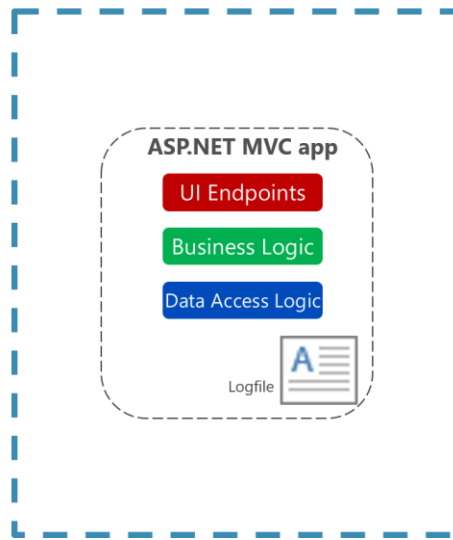 ASP.NET MVC app
UI Endpoints
Business Logic
Data Access Logic
Logfile
A